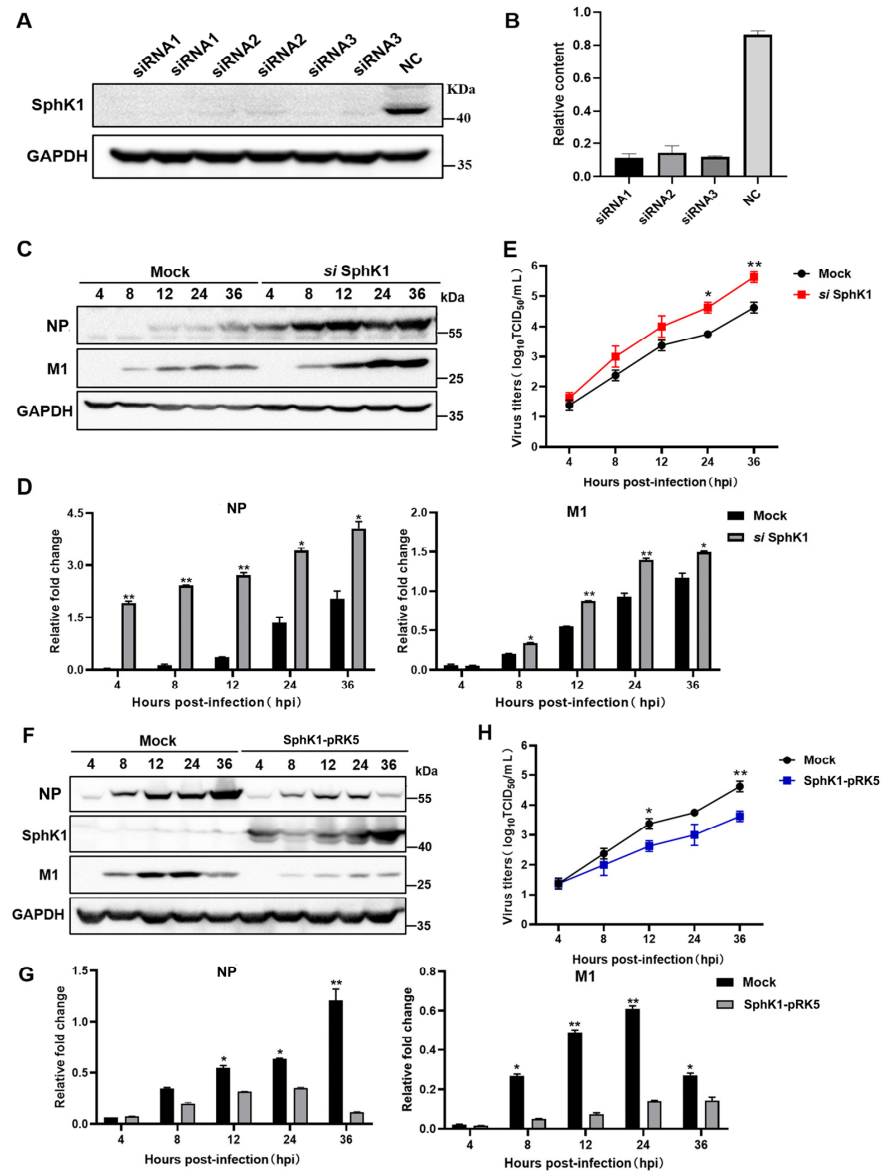 A
siRNA1 siRNA1 siRNA2 siRNA2 siRNA3 siRNA3 NC
KDa
SphK1
40
GAPDH
35
B
Relative content
1.0
0.8
0.6
0.4
0.2
0.0
siRNA1 siRNA2 siRNA3 NC
C
Mock si SphK1
4 8 12 24 36 4 8 12 24 36 kDa
NP
55
M1
25
GAPDH
35
E
Virus titers ( log10TCID50/mL )
6
5
4
3
2
1
0
** 
*
4 8 12 24 36
Hours post-infection ( hpi )
Mock
si SphK1
D
NP
Relative fold change
4.5
3.0
1.5
0.0
** ** ** * *
4 8 12 24 36
Hours post-infection ( hpi )
M1
Relative fold change
2.0
1.5
1.0
0.5
0.0
* ** ** *
4 8 12 24 36
Hours post-infection ( hpi )
Mock
si SphK1
F
Mock SphK1-pRK5
4 8 12 24 36 4 8 12 24 36 kDa
NP
55
SphK1
40
M1
25
GAPDH
35
H
Virus titers ( log10TCID50/mL )
6
5
4
3
2
1
0
* **
4 8 12 24 36
Hours post-infection ( hpi )
Mock
SphK1-pRK5
G
NP
Relative fold change
1.5
1.0
0.5
0.0
* * **
4 8 12 24 36
Hours post-infection ( hpi )
M1
Relative fold change
0.6
0.4
0.2
0.0
0.8
* ** ** *
4 8 12 24 36
Hours post-infection ( hpi )
Mock
SphK1-pRK5